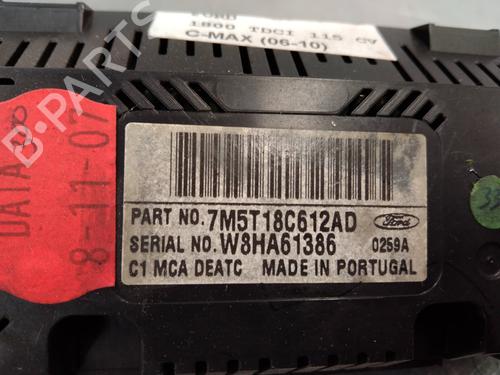 FORD
1800 TDCI 115 CV
C-MAX (06-10)
B-PARTS
DATA
8-11-07
PART NO. 7M5T18C612AD
Ford
SERIAL NO. W8HA61386 0259A
C1 MCA DEATC MADE IN PORTUGAL